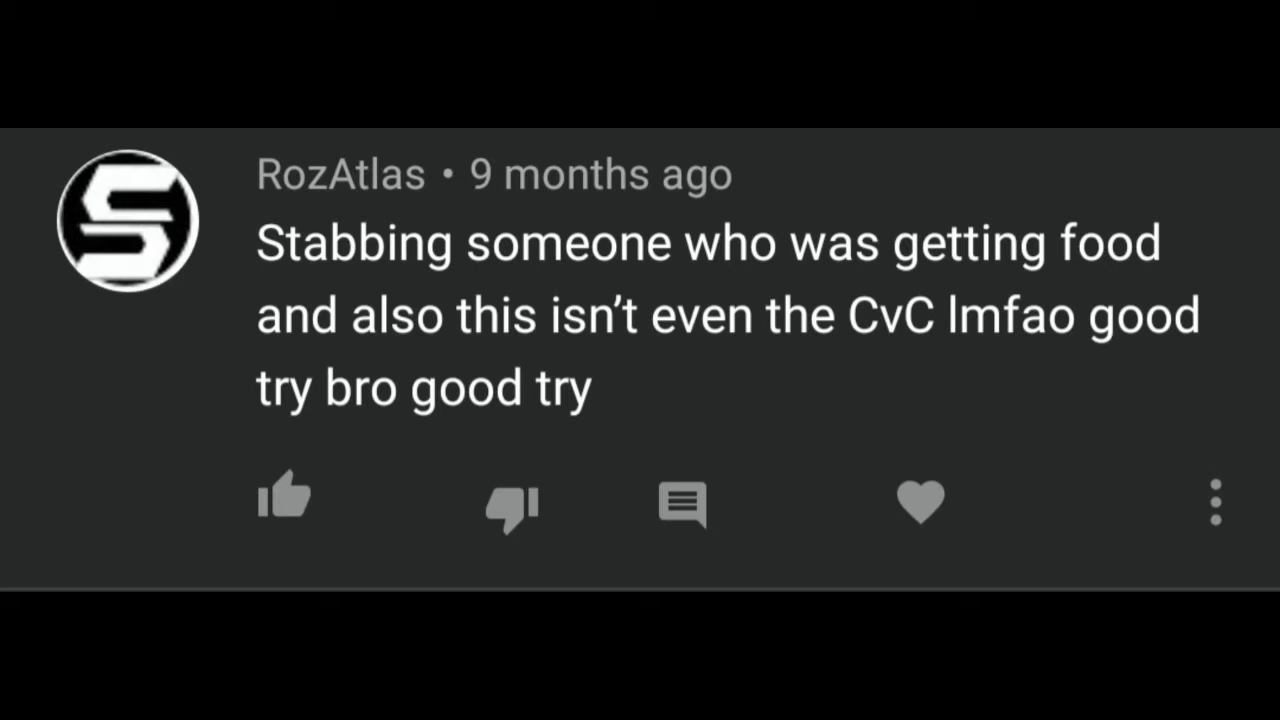 RozAtlas • 9 months ago
Stabbing someone who was getting food
and also this isn’t even the CvC lmfao good
try bro good try